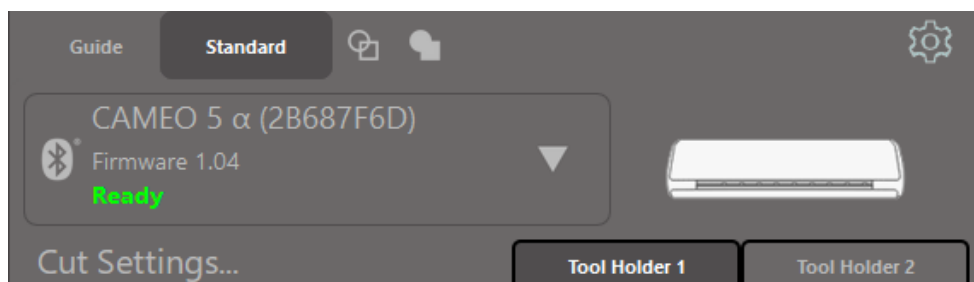 Guide Standard
CAMEO 5 α (2B687F6D)
Firmware 1.04
Ready
Cut Settings...
Tool Holder 1 Tool Holder 2